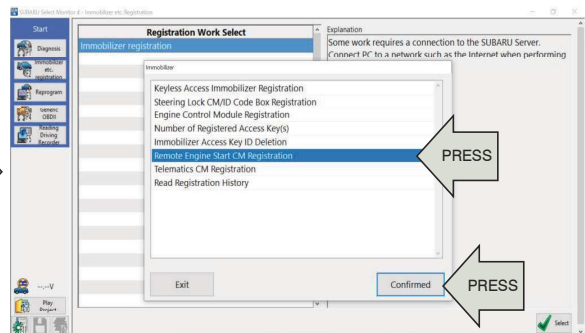 SUBARU Select Monitor 4 - Immobilizer etc. Registration
Start
Diagnosis
Immobilizer
etc.
registration
Reprogram
Generic
OBDII
Reading
Driving
Recorder
--.--V
Play
Project
Registration Work Select
Immobilizer registration
Explanation
Some work requires a connection to the SUBARU Server.
Connect PC to a network such as the Internet when performing
Immobilizer
Keyless Access Immobilizer Registration
Steering Lock CM/ID Code Box Registration
Engine Control Module Registration
Number of Registered Access Key(s)
Immobilizer Access Key ID Deletion
Remote Engine Start CM Registration
Telematics CM Registration
Read Registration History
PRESS
Exit
Confirmed
PRESS
Select